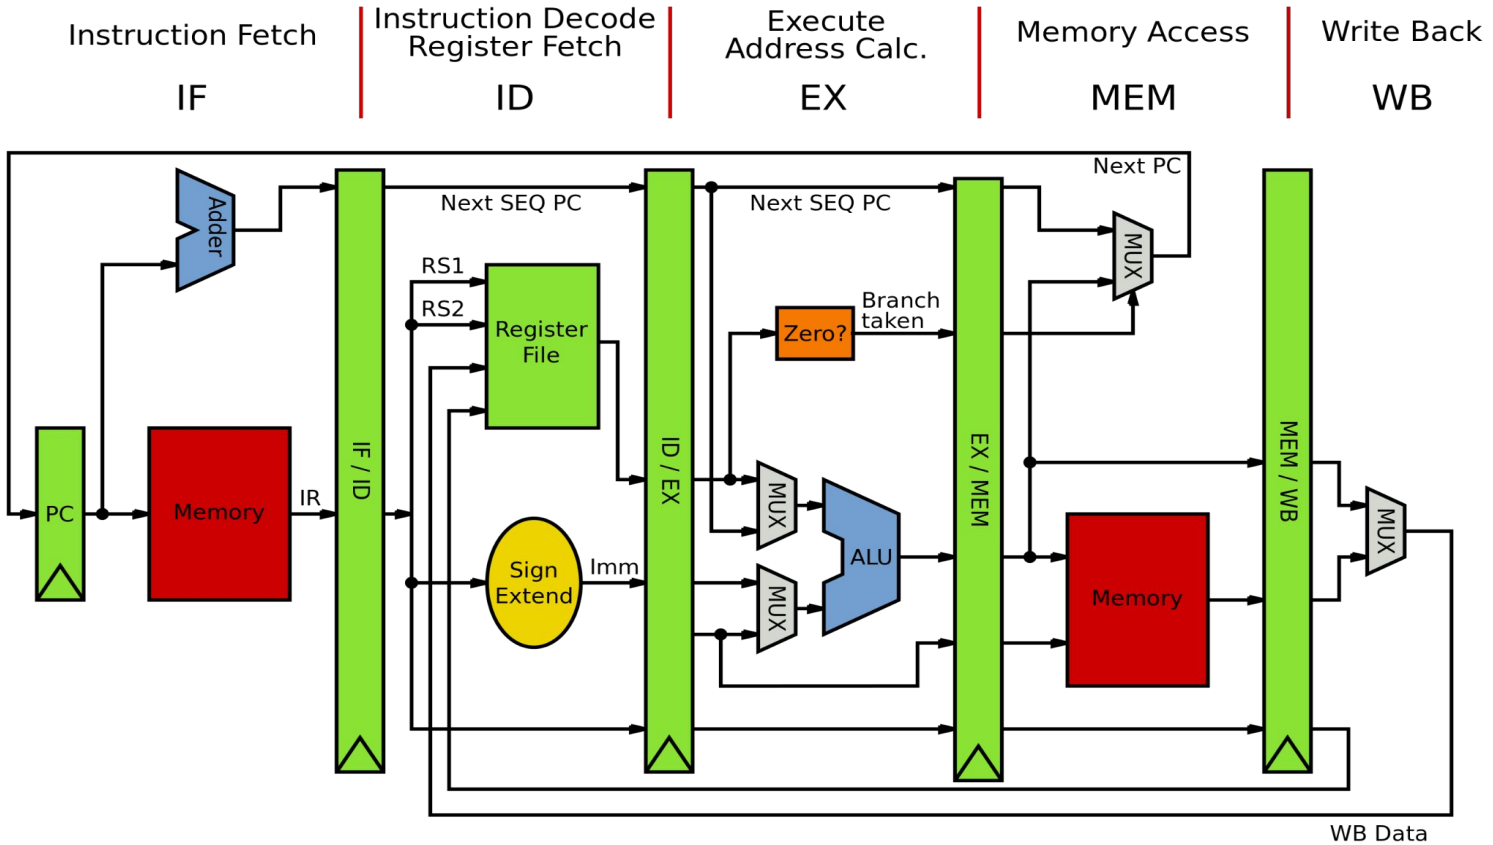 Instruction Fetch
IF
Instruction Decode
Register Fetch
ID
Execute
Address Calc.
EX
Memory Access
MEM
Write Back
WB
Next PC
Adder
Next SEQ PC
Next SEQ PC
MUX
RS1
RS2
Register
File
Branch
taken
Zero?
IF / ID
ID / EX
EX / MEM
MEM / WB
PC
Memory
IR
MUX
ALU
MUX
Sign
Extend
Imm
MUX
Memory
WB Data